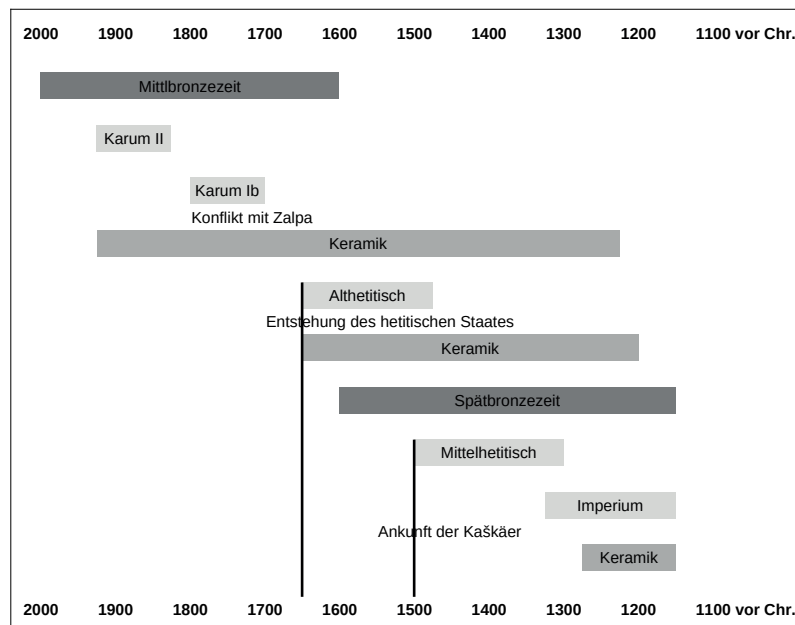 2000 1900 1800 1700 1600 1500 1400 1300 1200 1100 vor Chr.
Mittlbronzezeit
Karum II
Karum Ib
Konflikt mit Zalpa
Keramik
Althetitisch
Entstehung des hetitischen Staates
Keramik
Spätbronzezeit
Mittelhetitisch
Imperium
Ankunft der Kaškäer
Keramik
2000 1900 1800 1700 1600 1500 1400 1300 1200 1100 vor Chr.